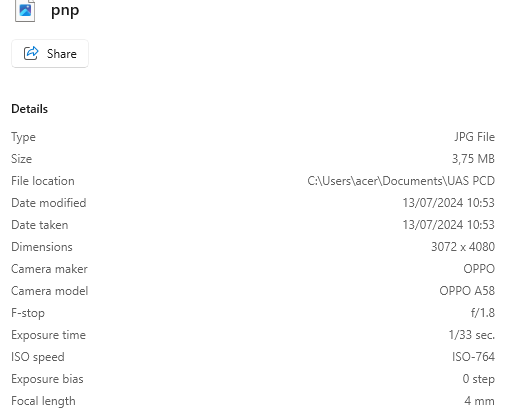 pnp
Share
Details
Type JPG File
Size 3,75 MB
File location C:\Users\acer\Documents\UAS PCD
Date modified 13/07/2024 10:53
Date taken 13/07/2024 10:53
Dimensions 3072 x 4080
Camera maker OPPO
Camera model OPPO A58
F-stop f/1.8
Exposure time 1/33 sec.
ISO speed ISO-764
Exposure bias 0 step
Focal length 4 mm